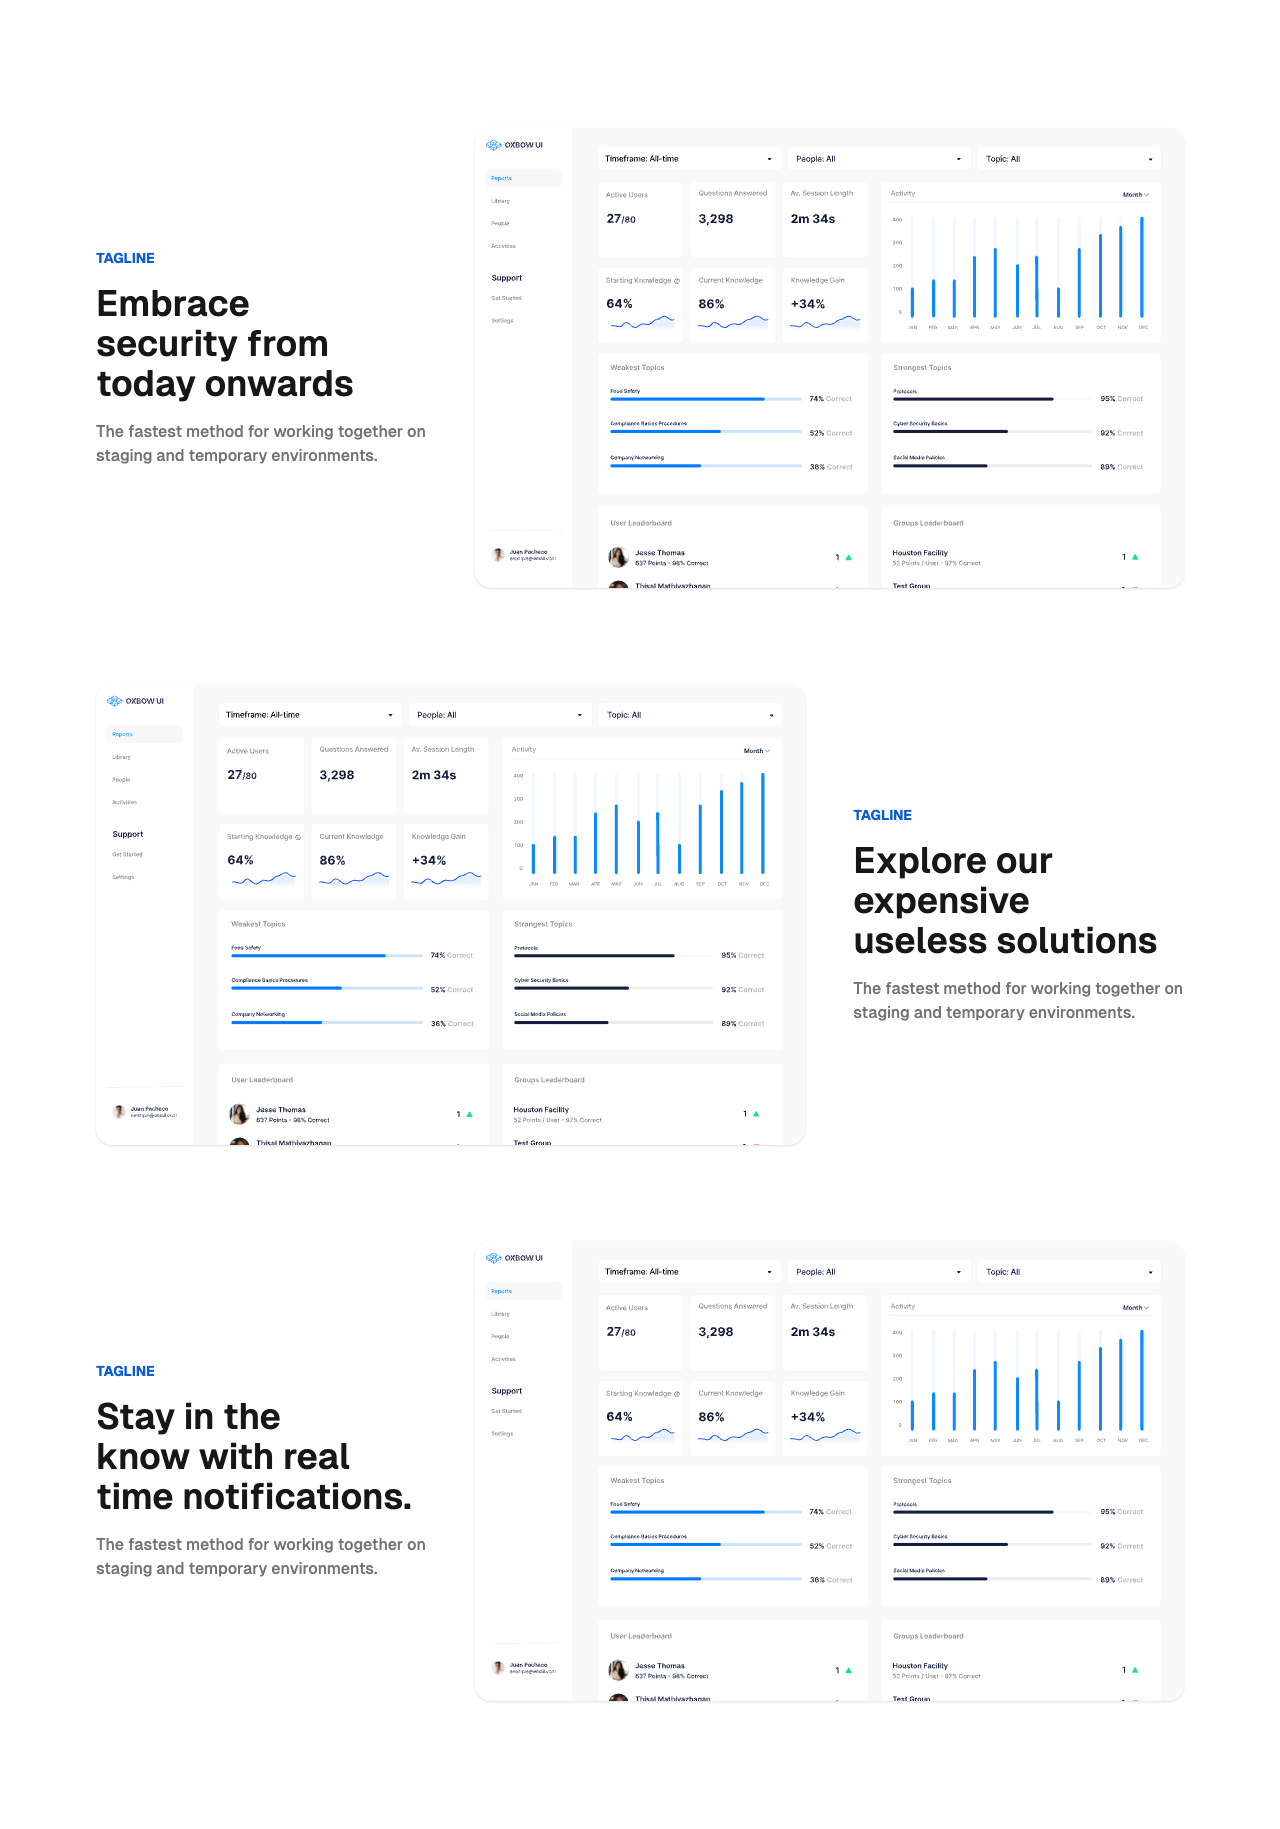 TAGLINE
Embrace
security from
today onwards
The fastest method for working together on
staging and temporary environments.
OXBOW UI
Reports
Library
People
Activities
Support
Get Started
Settings
Juan Pacheco
Timeframe: All-time
People: All
Topic: All
Active Users
27/80
Questions Answered
3,298
Av. Session Length
2m 34s
Starting Knowledge
64%
Current Knowledge
86%
Knowledge Gain
+34%
Activity
Month
400
300
200
100
0
JAN FEB MAR APR MAY JUN JUL AUG SEP OCT NOV DEC
Weakest Topics
Food Safety
74% Correct
Compliance Basics Procedures
52% Correct
Company Networking
36% Correct
Strongest Topics
Protocols
95% Correct
Cyber Security Basics
92% Correct
Social Media Policies
89% Correct
User Leaderboard
Jesse Thomas
637 Points - 98% Correct
1
Thisal Mathiyazhagan
Groups Leaderboard
Houston Facility
52 Points / User - 97% Correct
1
Test Group
OXBOW UI
Reports
Library
People
Activities
Support
Get Started
Settings
Juan Pacheco
Timeframe: All-time
People: All
Topic: All
Active Users
27/80
Questions Answered
3,298
Av. Session Length
2m 34s
Starting Knowledge
64%
Current Knowledge
86%
Knowledge Gain
+34%
Activity
Month
400
300
200
100
0
JAN FEB MAR APR MAY JUN JUL AUG SEP OCT NOV DEC
Weakest Topics
Food Safety
74% Correct
Compliance Basics Procedures
52% Correct
Company Networking
36% Correct
Strongest Topics
Protocols
95% Correct
Cyber Security Basics
92% Correct
Social Media Policies
89% Correct
User Leaderboard
Jesse Thomas
637 Points - 98% Correct
1
Thisal Mathiyazhagan
Groups Leaderboard
Houston Facility
52 Points / User - 97% Correct
1
Test Group
TAGLINE
Explore our
expensive
useless solutions
The fastest method for working together on
staging and temporary environments.
TAGLINE
Stay in the
know with real
time notifications.
The fastest method for working together on
staging and temporary environments.
OXBOW UI
Reports
Library
People
Activities
Support
Get Started
Settings
Juan Pacheco
Timeframe: All-time
People: All
Topic: All
Active Users
27/80
Questions Answered
3,298
Av. Session Length
2m 34s
Starting Knowledge
64%
Current Knowledge
86%
Knowledge Gain
+34%
Activity
Month
400
300
200
100
0
JAN FEB MAR APR MAY JUN JUL AUG SEP OCT NOV DEC
Weakest Topics
Food Safety
74% Correct
Compliance Basics Procedures
52% Correct
Company Networking
36% Correct
Strongest Topics
Protocols
95% Correct
Cyber Security Basics
92% Correct
Social Media Policies
89% Correct
User Leaderboard
Jesse Thomas
637 Points - 98% Correct
1
Thisal Mathiyazhagan
Groups Leaderboard
Houston Facility
52 Points / User - 97% Correct
1
Test Group